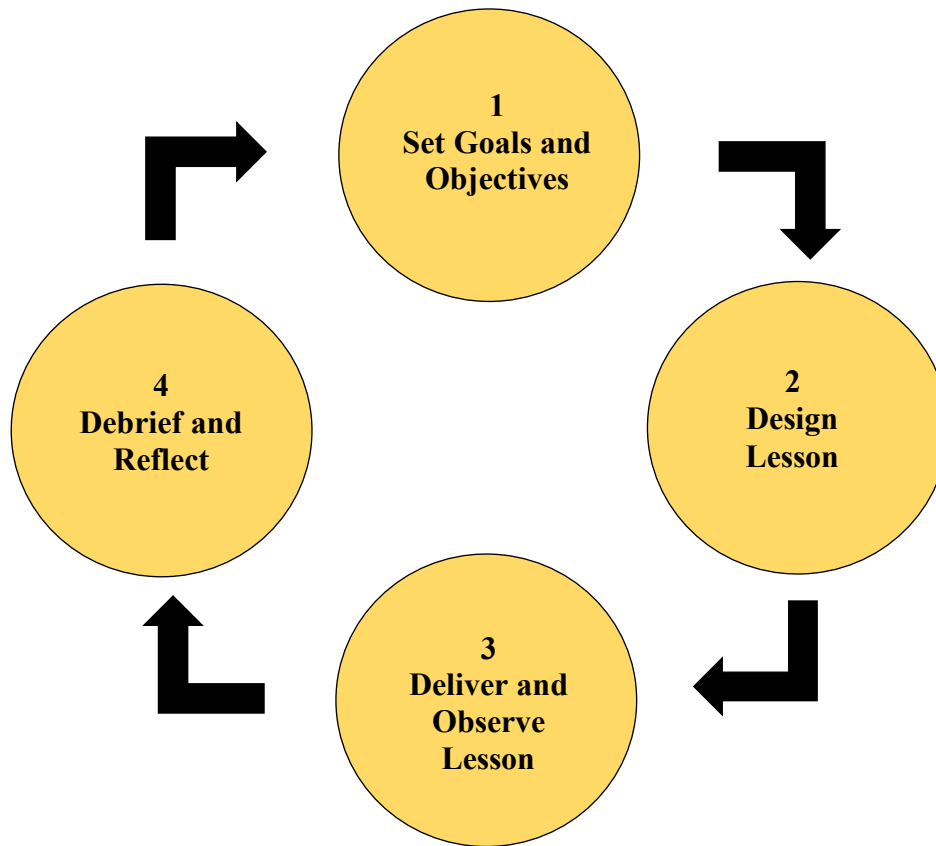 1
Set Goals and
Objectives
2
Design
Lesson
3
Deliver and
Observe
Lesson
4
Debrief and
Reflect